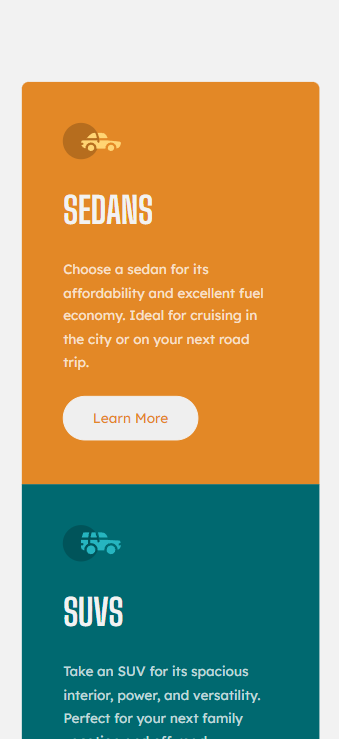 SEDANS
Choose a sedan for its
affordability and excellent fuel
economy. Ideal for cruising in
the city or on your next road
trip.
Learn More
SUVS
Take an SUV for its spacious
interior, power, and versatility.
Perfect for your next family